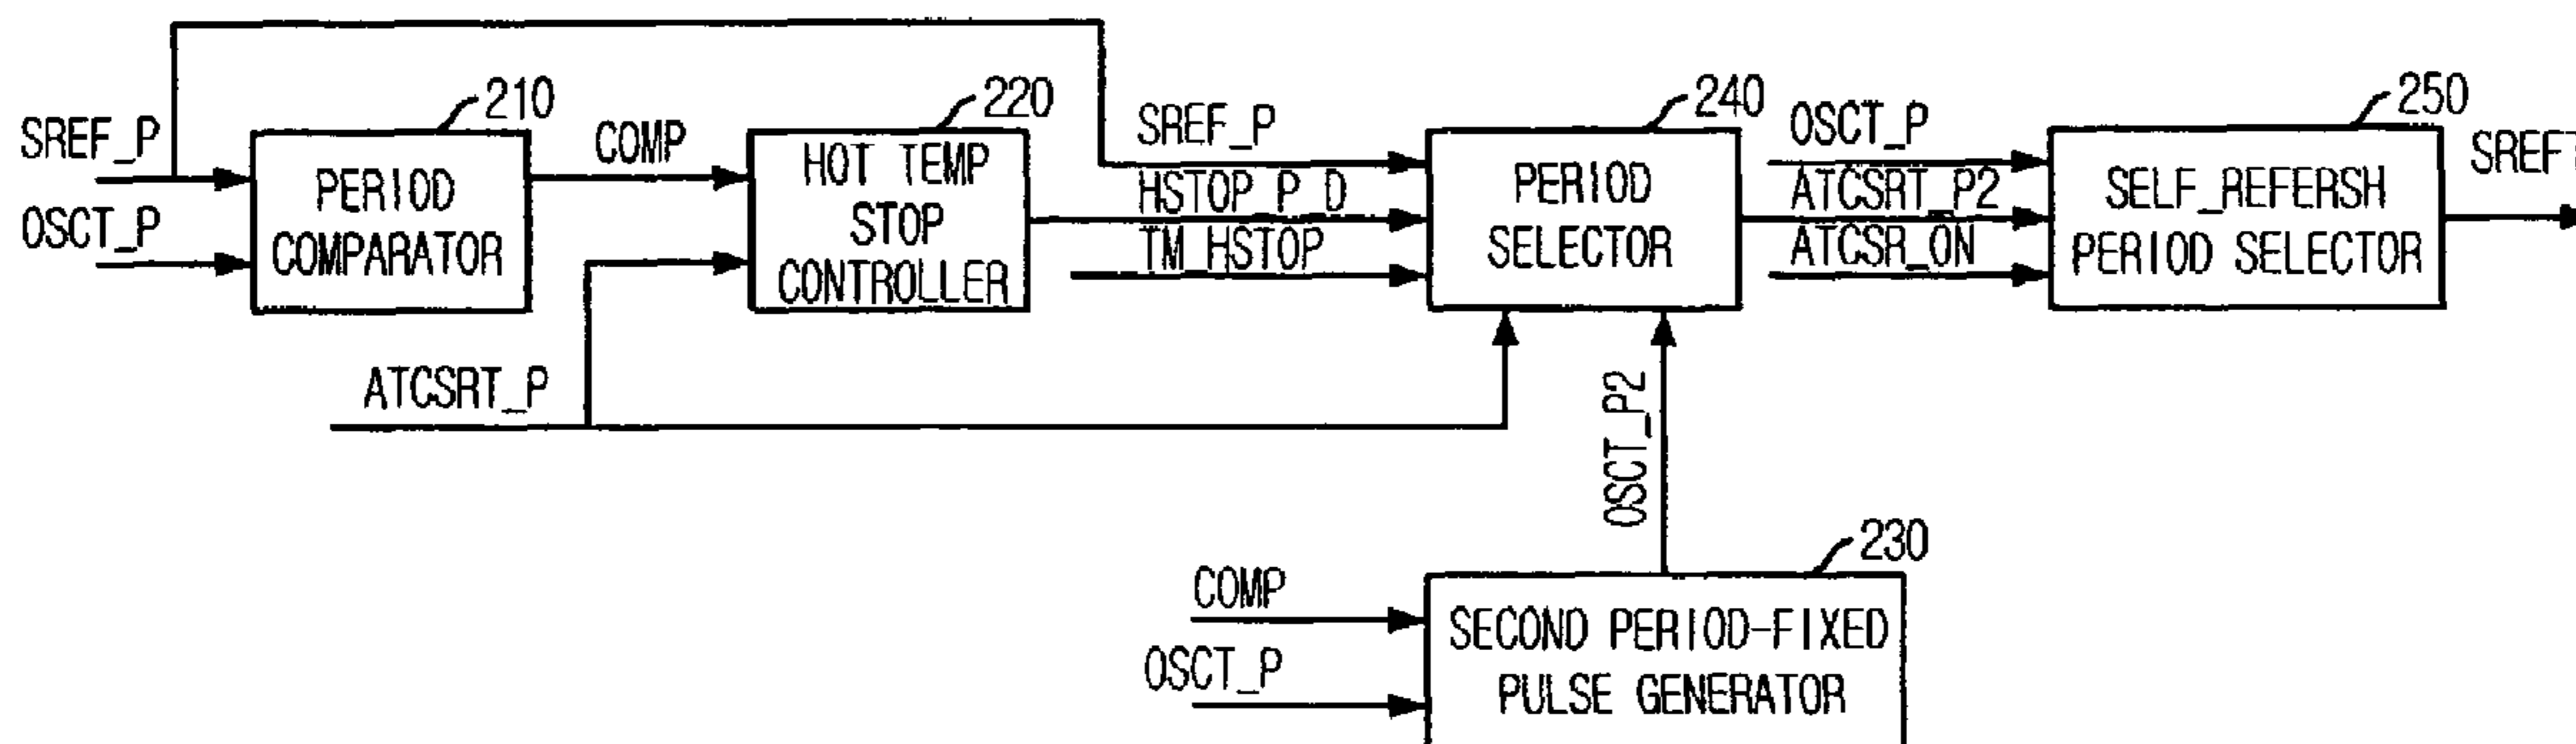 210
220
240
250
SREF_P
COMP
SREF_P
OSCT_P
PERIOD
COMPARATOR
HOT TEMP
STOP
CONTROLLER
HSTOP_P_D
PERIOD
SELECTOR
ATCSRT_P2
SELF_REFERSH
PERIOD SELECTOR
OSCT_P
TM_HSTOP
ATCSR_ON
ATCSRT_P
OSCT_P2
230
COMP
SECOND PERIOD-FIXED
PULSE GENERATOR
OSCT_P